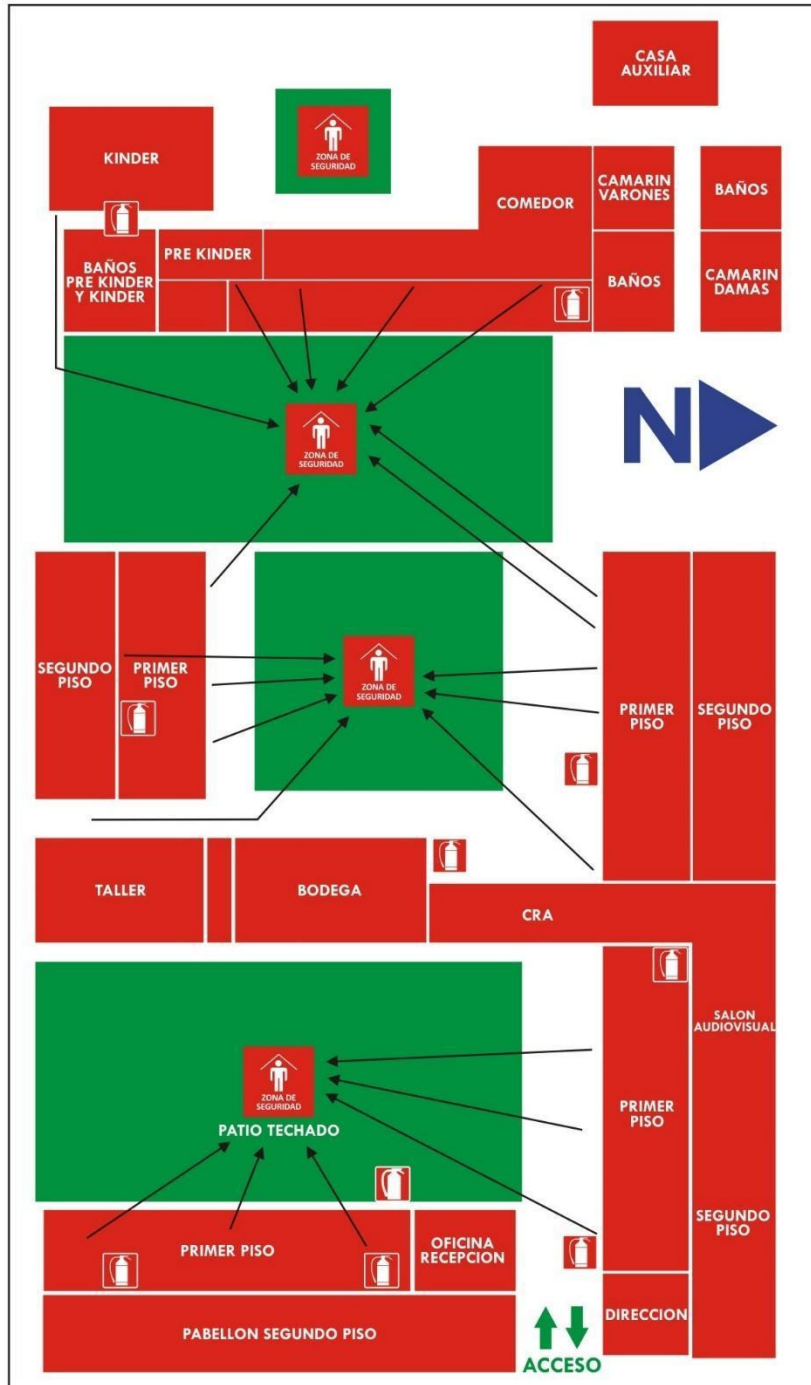 CASA
AUXILIAR
ZONA DE
SEGURIDAD
KINDER
COMEDOR
CAMARIN
VARONES
BAÑOS
PRE KINDER
BAÑOS
PRE KINDER
Y KINDER
BAÑOS
CAMARIN
DAMAS
N
ZONA DE
SEGURIDAD
SEGUNDO
PISO
PRIMER
PISO
ZONA DE
SEGURIDAD
PRIMER
PISO
SEGUNDO
PISO
TALLER
BODEGA
CRA
SALON
AUDIOVISUAL
ZONA DE
SEGURIDAD
PATIO TECHADO
PRIMER
PISO
SEGUNDO
PISO
PRIMER PISO
OFICINA
RECEPCION
DIRECCION
PABELLON SEGUNDO PISO
ACCESO